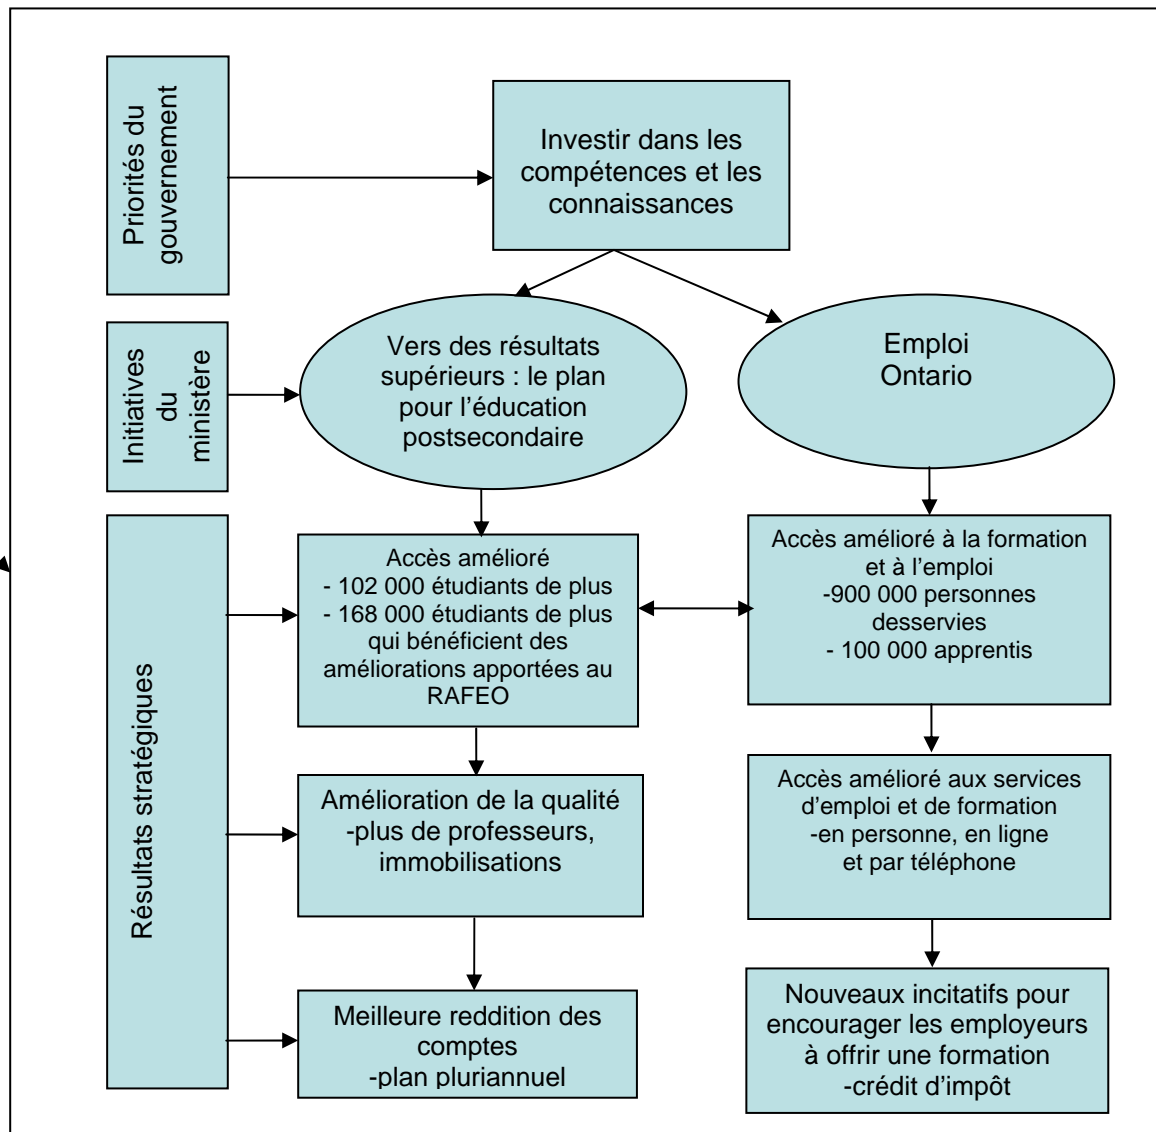 Priorités du
gouvernement
Investir dans les
compétences et les
connaissances
Initiatives
du
ministère
Vers des résultats
supérieurs : le plan
pour l’éducation
postsecondaire
Emploi
Ontario
Résultats stratégiques
Accès amélioré
- 102 000 étudiants de plus
- 168 000 étudiants de plus
qui bénéficient des
améliorations apportées au
RAFEO
Accès amélioré à la formation
et à l’emploi
-900 000 personnes
desservies
- 100 000 apprentis
Amélioration de la qualité
-plus de professeurs,
immobilisations
Accès amélioré aux services
d’emploi et de formation
-en personne, en ligne
et par téléphone
Meilleure reddition des
comptes
-plan pluriannuel
Nouveaux incitatifs pour
encourager les employeurs
à offrir une formation
-crédit d’impôt